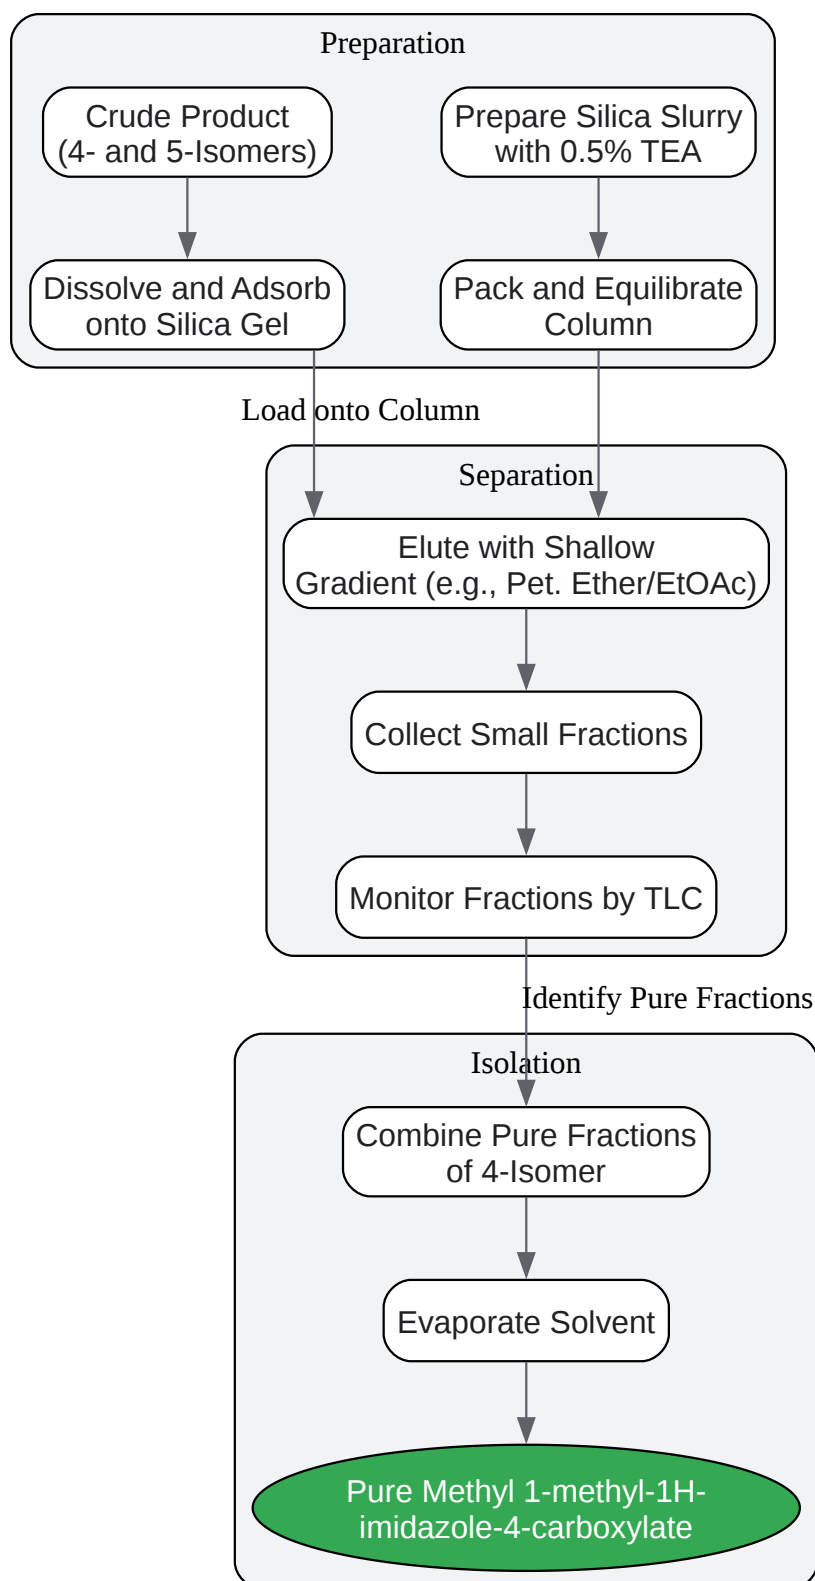 Preparation
Crude Product
(4- and 5-Isomers)
Prepare Silica Slurry
with 0.5% TEA
Dissolve and Adsorb
onto Silica Gel
Pack and Equilibrate
Column
Load onto Column
Separation
Elute with Shallow
Gradient (e.g., Pet. Ether/EtOAc)
Collect Small Fractions
Monitor Fractions by TLC
Identify Pure Fractions
Isolation
Combine Pure Fractions
of 4-Isomer
Evaporate Solvent
Pure Methyl 1-methyl-1H-
imidazole-4-carboxylate